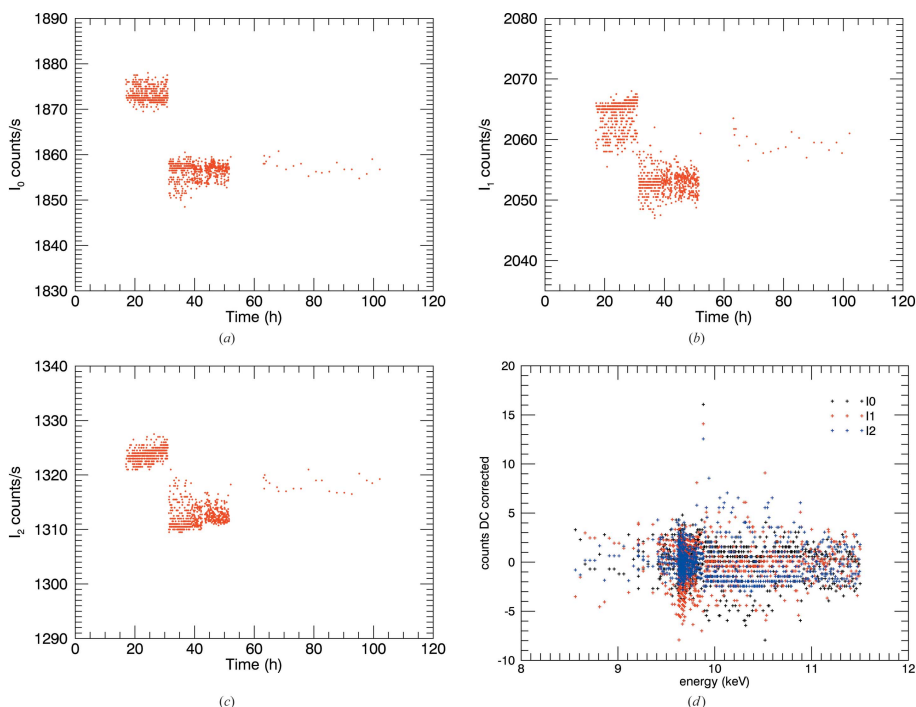 1890
1880
1870
1860
1850
1840
1830
I0 counts/s
0 20 40 60 80 100 120
Time (h)
(a)
2080
2070
2060
2050
2040
I1 counts/s
0 20 40 60 80 100 120
Time (h)
(b)
1340
1330
1320
1310
1300
1290
I2 counts/s
0 20 40 60 80 100 120
Time (h)
(c)
20
15
10
5
0
-5
-10
counts DC corrected
I0
I1
I2
8 9 10 11 12
energy (keV)
(d)